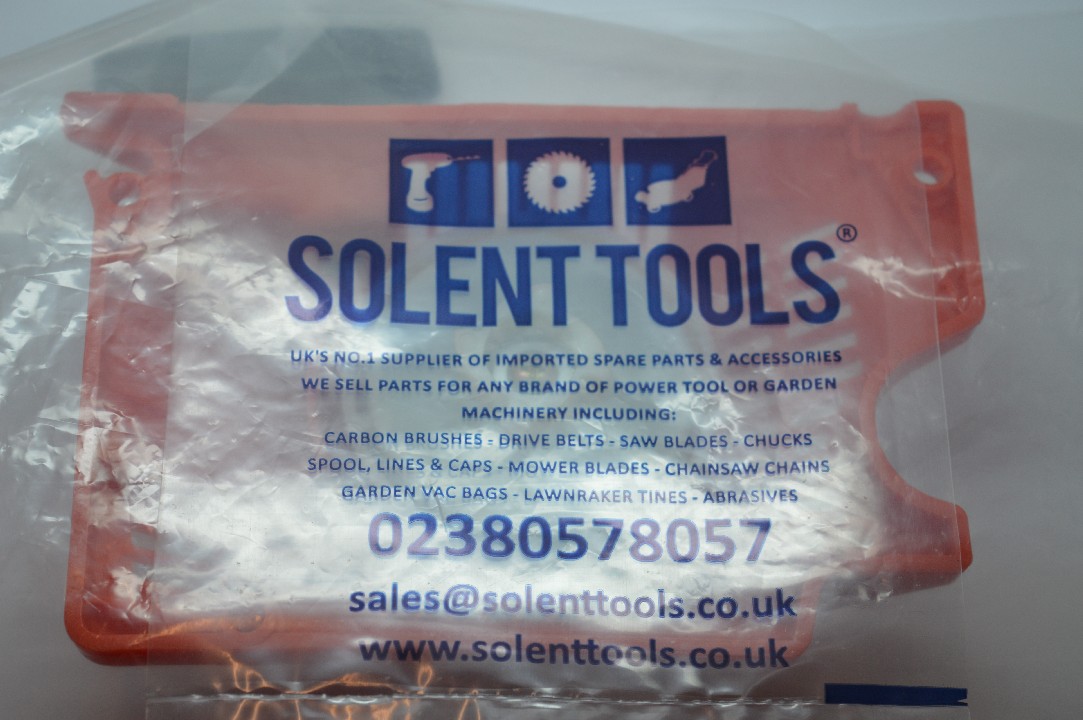 SOLENT TOOLS®
UK'S NO.1 SUPPLIER OF IMPORTED SPARE PARTS & ACCESSORIES
WE SELL PARTS FOR ANY BRAND OF POWER TOOL OR GARDEN
MACHINERY INCLUDING:
CARBON BRUSHES - DRIVE BELTS - SAW BLADES - CHUCKS
SPOOL, LINES & CAPS - MOWER BLADES - CHAINSAW CHAINS
GARDEN VAC BAGS - LAWNRAKER TINES - ABRASIVES
02380578057
sales@solenttools.co.uk
www.solenttools.co.uk